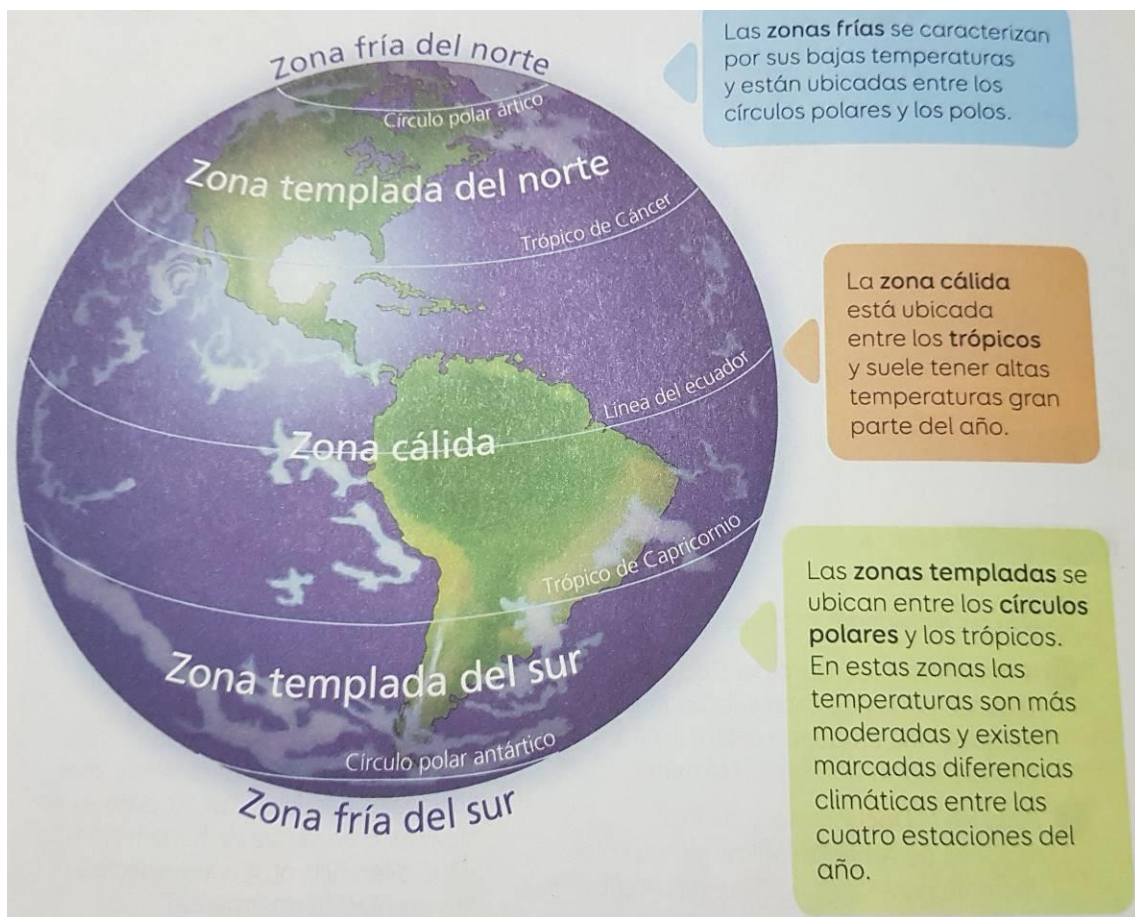 Zona fría del norte
Círculo polar ártico
Zona templada del norte
Trópico de Cáncer
Línea del ecuador
Zona cálida
Trópico de Capricornio
Zona templada del sur
Círculo polar antártico
Zona fría del sur
Las zonas frías se caracterizan
por sus bajas temperaturas
y están ubicadas entre los
círculos polares y los polos.
La zona cálida
está ubicada
entre los trópicos
y suele tener altas
temperaturas gran
parte del año.
Las zonas templadas se
ubican entre los círculos
polares y los trópicos.
En estas zonas las
temperaturas son más
moderadas y existen
marcadas diferencias
climáticas entre las
cuatro estaciones del
año.